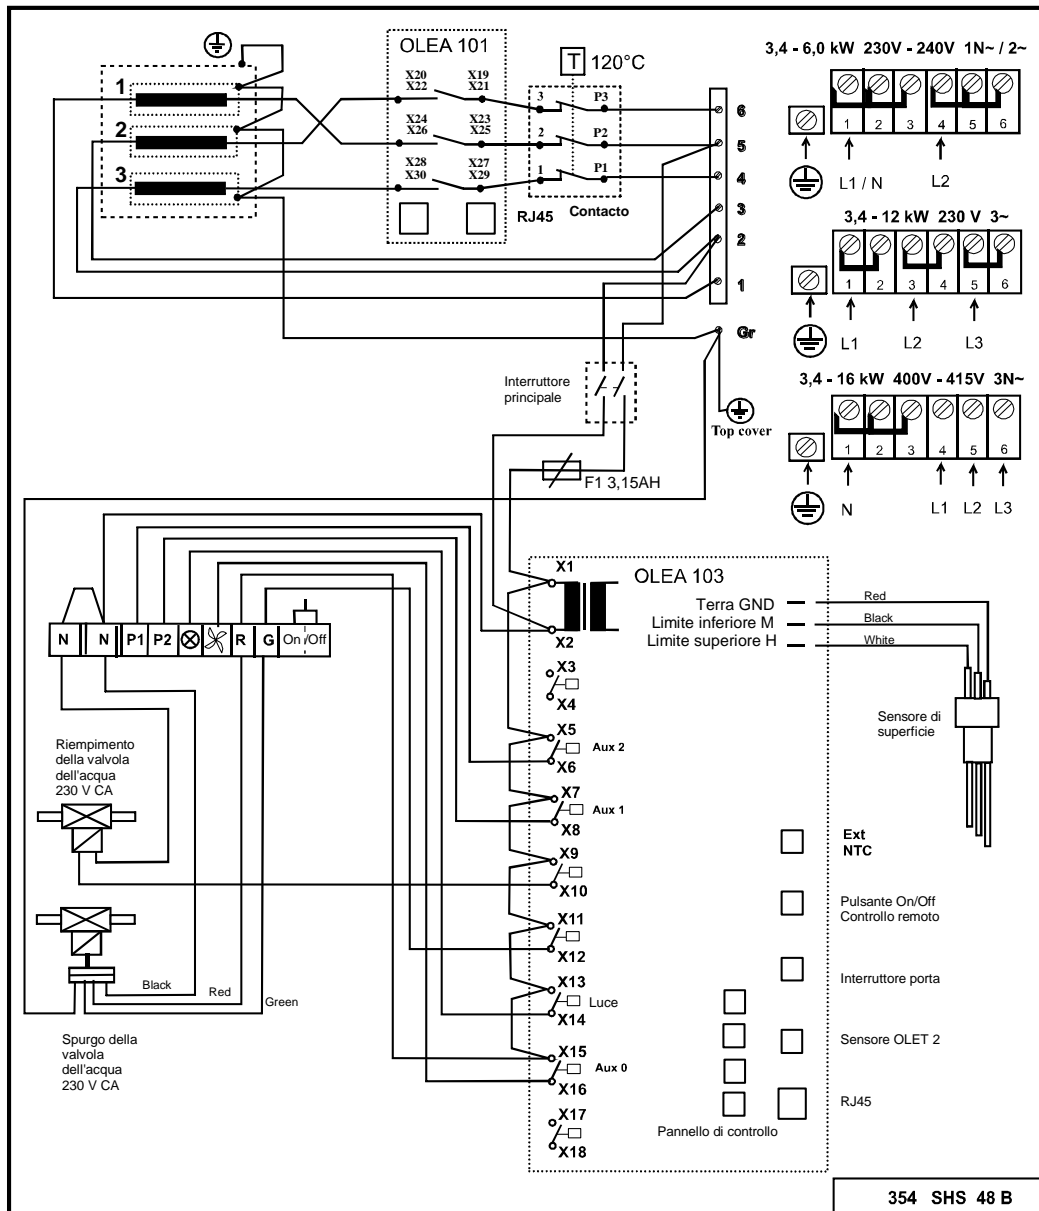 OLEA 101
T 120°C
3,4 - 6,0 kW 230V - 240V 1N~ / 2~
1 2 3 4 5 6
L1 / N L2
1
2
3
X20
X22
X19
X21
X24
X26
X23
X25
X28
X30
X27
X29
3 P3
2 P2
1 P1
RJ45
Contacto
6
5
4
3
2
1
Gr
3,4 - 12 kW 230 V 3~
1 2 3 4 5 6
L1 L2 L3
3,4 - 16 kW 400V - 415V 3N~
1 2 3 4 5 6
N L1 L2 L3
Interruttore
principale
Top cover
F1 3,15AH
N N P1 P2 R G On /Off
OLEA 103
X1
X2
X3
X4
X5
Aux 2
X6
X7
Aux 1
X8
X9
X10
X11
X12
X13
Luce
X14
X15
Aux 0
X16
X17
X18
Terra GND
Limite inferiore M
Limite superiore H
Red
Black
White
Sensore di
superficie
Riempimento
della valvola
dell'acqua
230 V CA
Black
Red
Green
Spurgo della
valvola
dell'acqua
230 V CA
Ext
NTC
Pulsante On/Off
Controllo remoto
Interruttore porta
Sensore OLET 2
RJ45
Pannello di controllo
354 SHS 48 B